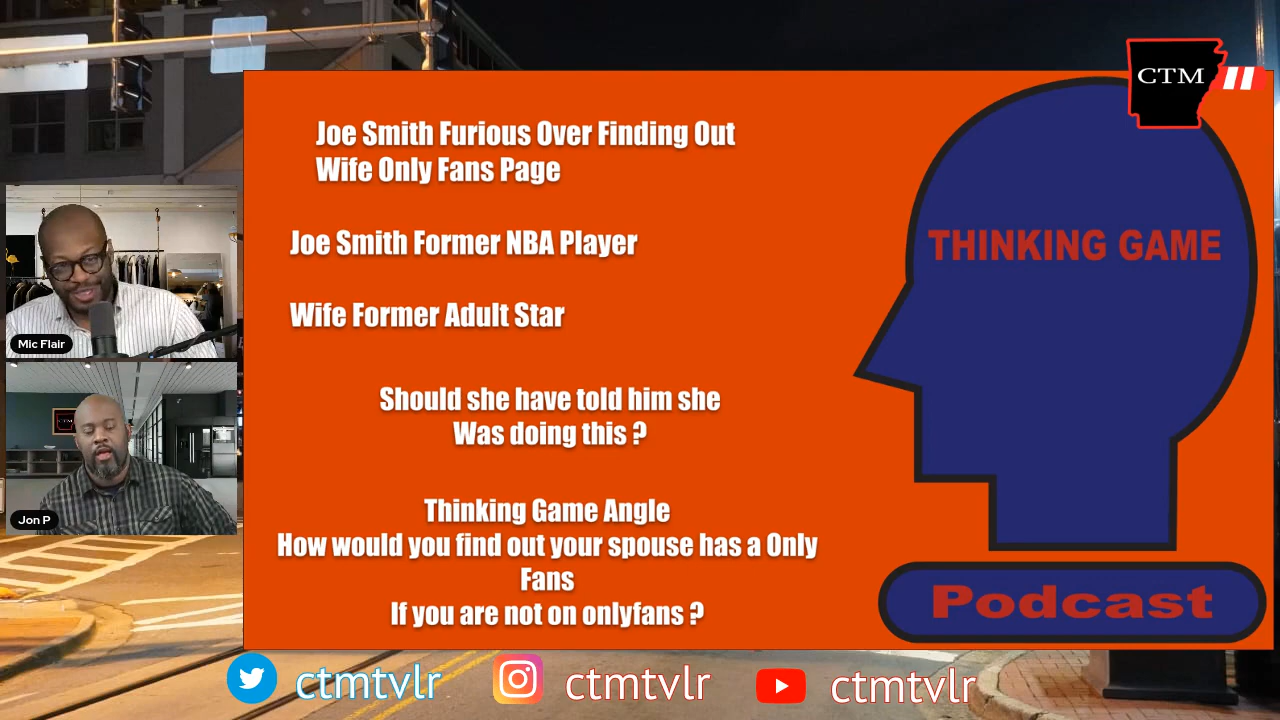 CTM
Joe Smith Furious Over Finding Out
Wife Only Fans Page
Joe Smith Former NBA Player
Wife Former Adult Star
Should she have told him she
Was doing this ?
Thinking Game Angle
How would you find out your spouse has a Only
Fans
If you are not on onlyfans ?
THINKING GAME
Podcast
Mic Flair
CTM
Jon P
ctmtvlr
ctmtvlr
ctmtvlr